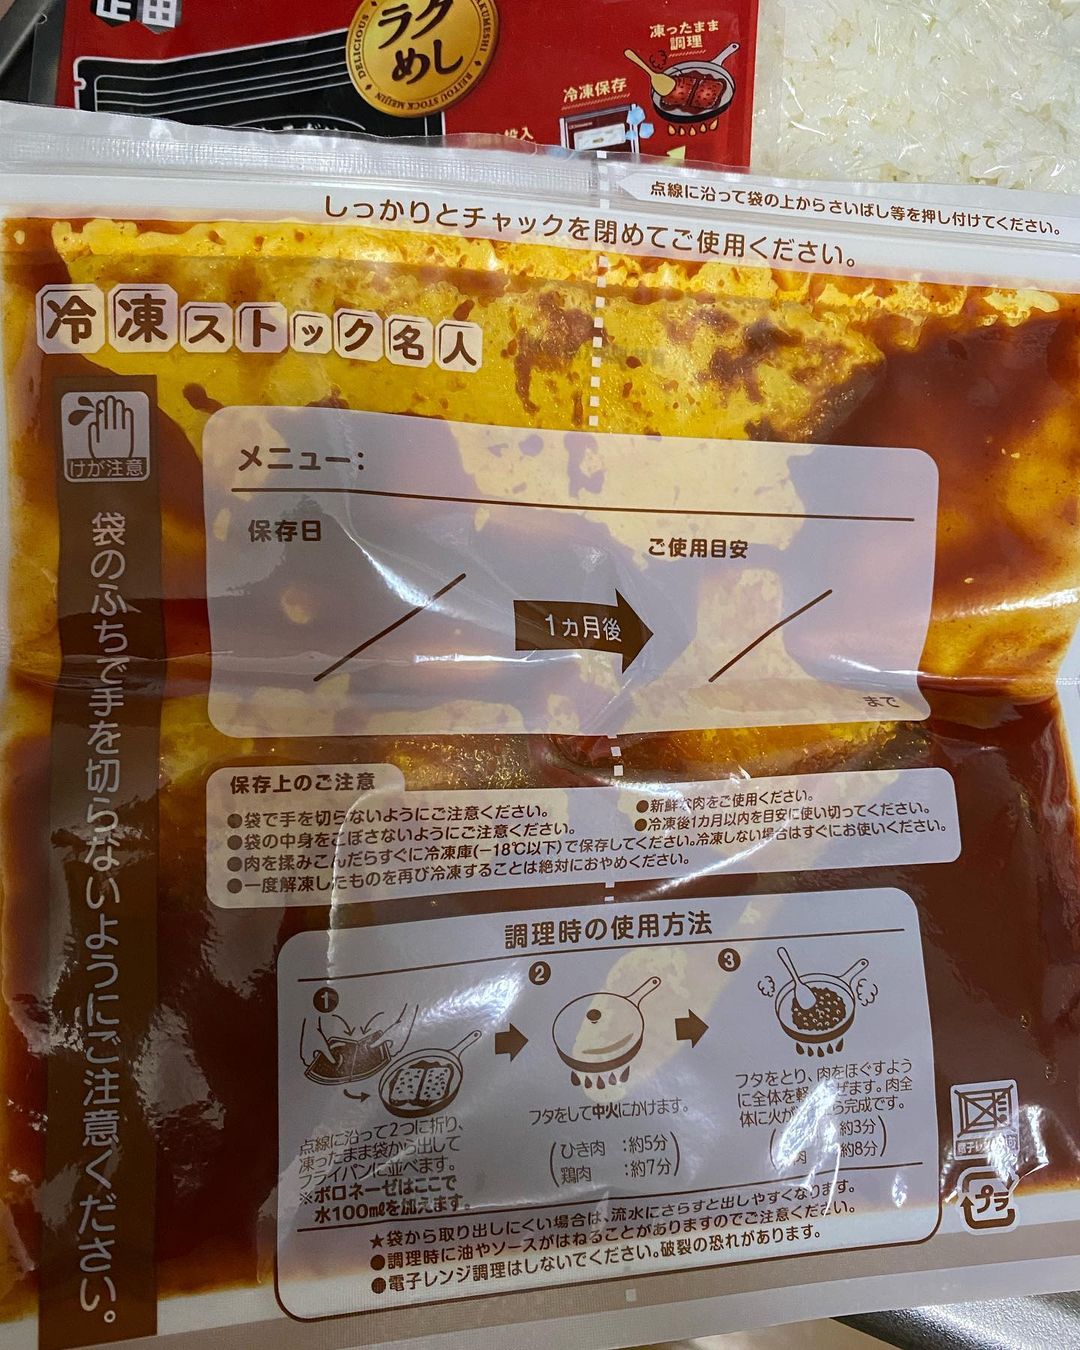 ラク
めし
DELICIOUS
RAKUMESHI
REITOU STOCK MEIJIN
凍ったまま
調理
冷凍保存
点線に沿って袋の上からさいばし等を押し付けてください。
しっかりとチャックを閉めてご使用ください。
冷凍ストック名人
けが注意
袋のふちで手を切らないようにご注意ください。
メニュー:
保存日
ご使用目安
1ヵ月後
まで
保存上のご注意
●袋で手を切らないようにご注意ください。
●袋の中身をこぼさないようにご注意ください。
●肉を揉みこんだらすぐに冷凍庫(-18℃以下)で保存してください。冷凍しない場合はすぐにお使いください。
●一度解凍したものを再び冷凍することは絶対におやめください。
●新鮮な肉をご使用ください。
●冷凍後1カ月以内を目安に使い切ってください。
調理時の使用方法
1
点線に沿って2つに折り、
凍ったまま袋から出して
フライパンに並べます。
※ボロネーゼはここで
水100mlを加えます。
2
フタをして中火にかけます。
ひき肉 :約5分
鶏肉 :約7分
3
フタをとり、肉をほぐすよう
に全体を軽 げます。肉全
体に火が ら完成です。
約3分
肉 約8分
★袋から取り出しにくい場合は、流水にさらすと出しやすくなります。
●調理時に油やソースがはねることがありますのでご注意ください。
●電子レンジ調理はしないでください。破裂の恐れがあります。
プラ